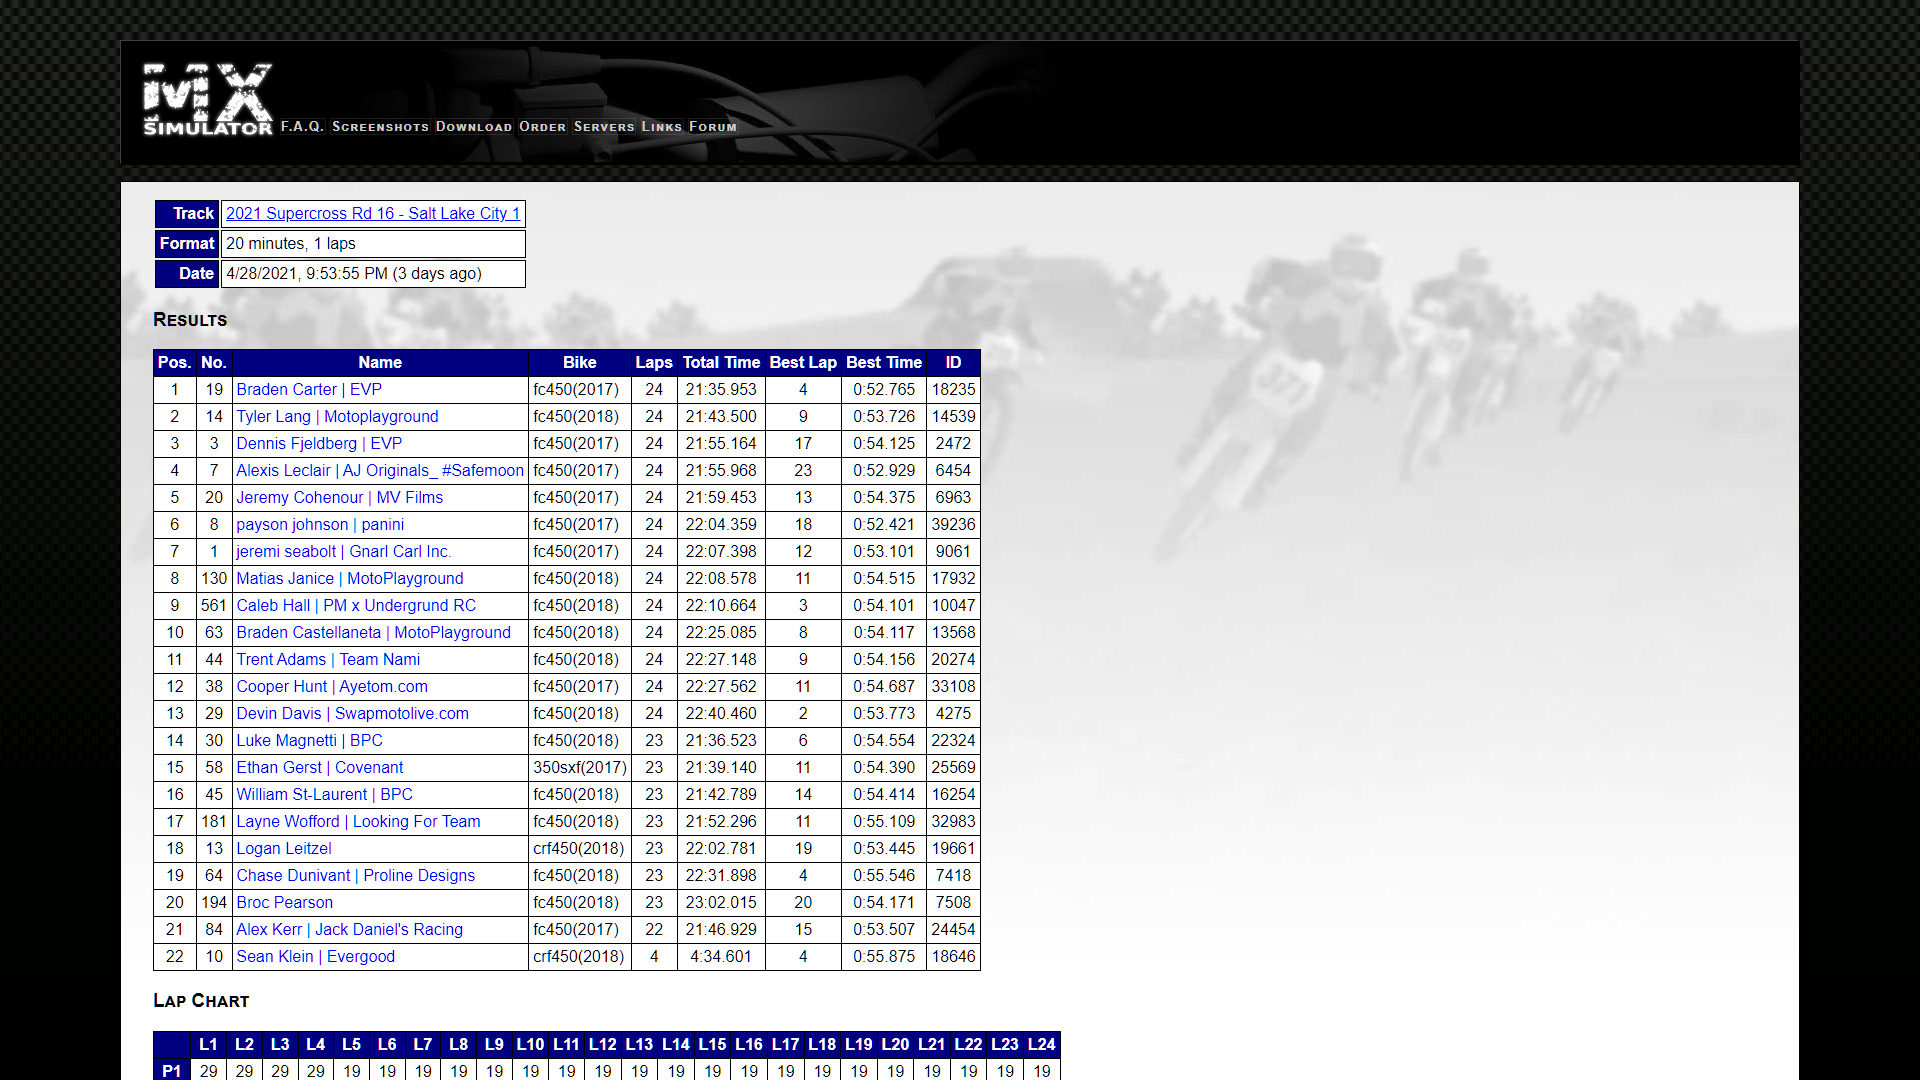 MX
SIMULATOR
F.A.Q. Screenshots Download Order Servers Links Forum
Track 2021 Supercross Rd 16 - Salt Lake City 1
Format 20 minutes, 1 laps
Date 4/28/2021, 9:53:55 PM (3 days ago)
Results
Pos. No. Name Bike Laps Total Time Best Lap Best Time ID
1 19 Braden Carter | EVP fc450(2017) 24 21:35.953 4 0:52.765 18235
2 14 Tyler Lang | Motoplayground fc450(2018) 24 21:43.500 9 0:53.726 14539
3 3 Dennis Fjeldberg | EVP fc450(2017) 24 21:55.164 17 0:54.125 2472
4 7 Alexis Leclair | AJ Originals_ #Safemoon fc450(2017) 24 21:55.968 23 0:52.929 6454
5 20 Jeremy Cohenour | MV Films fc450(2017) 24 21:59.453 13 0:54.375 6963
6 8 payson johnson | panini fc450(2017) 24 22:04.359 18 0:52.421 39236
7 1 jeremi seabolt | Gnarl Carl Inc. fc450(2017) 24 22:07.398 12 0:53.101 9061
8 130 Matias Janice | MotoPlayground fc450(2018) 24 22:08.578 11 0:54.515 17932
9 561 Caleb Hall | PM x Undergrund RC fc450(2018) 24 22:10.664 3 0:54.101 10047
10 63 Braden Castellaneta | MotoPlayground fc450(2018) 24 22:25.085 8 0:54.117 13568
11 44 Trent Adams | Team Nami fc450(2018) 24 22:27.148 9 0:54.156 20274
12 38 Cooper Hunt | Ayetom.com fc450(2017) 24 22:27.562 11 0:54.687 33108
13 29 Devin Davis | Swapmotolive.com fc450(2018) 24 22:40.460 2 0:53.773 4275
14 30 Luke Magnetti | BPC fc450(2018) 23 21:36.523 6 0:54.554 22324
15 58 Ethan Gerst | Covenant 350sxf(2017) 23 21:39.140 11 0:54.390 25569
16 45 William St-Laurent | BPC fc450(2018) 23 21:42.789 14 0:54.414 16254
17 181 Layne Wofford | Looking For Team fc450(2018) 23 21:52.296 11 0:55.109 32983
18 13 Logan Leitzel crf450(2018) 23 22:02.781 19 0:53.445 19661
19 64 Chase Dunivant | Proline Designs fc450(2018) 23 22:31.898 4 0:55.546 7418
20 194 Broc Pearson fc450(2018) 23 23:02.015 20 0:54.171 7508
21 84 Alex Kerr | Jack Daniel's Racing fc450(2017) 22 21:46.929 15 0:53.507 24454
22 10 Sean Klein | Evergood crf450(2018) 4 4:34.601 4 0:55.875 18646
Lap Chart
L1 L2 L3 L4 L5 L6 L7 L8 L9 L10 L11 L12 L13 L14 L15 L16 L17 L18 L19 L20 L21 L22 L23 L24
P1 29 29 29 29 19 19 19 19 19 19 19 19 19 19 19 19 19 19 19 19 19 19 19 19
377